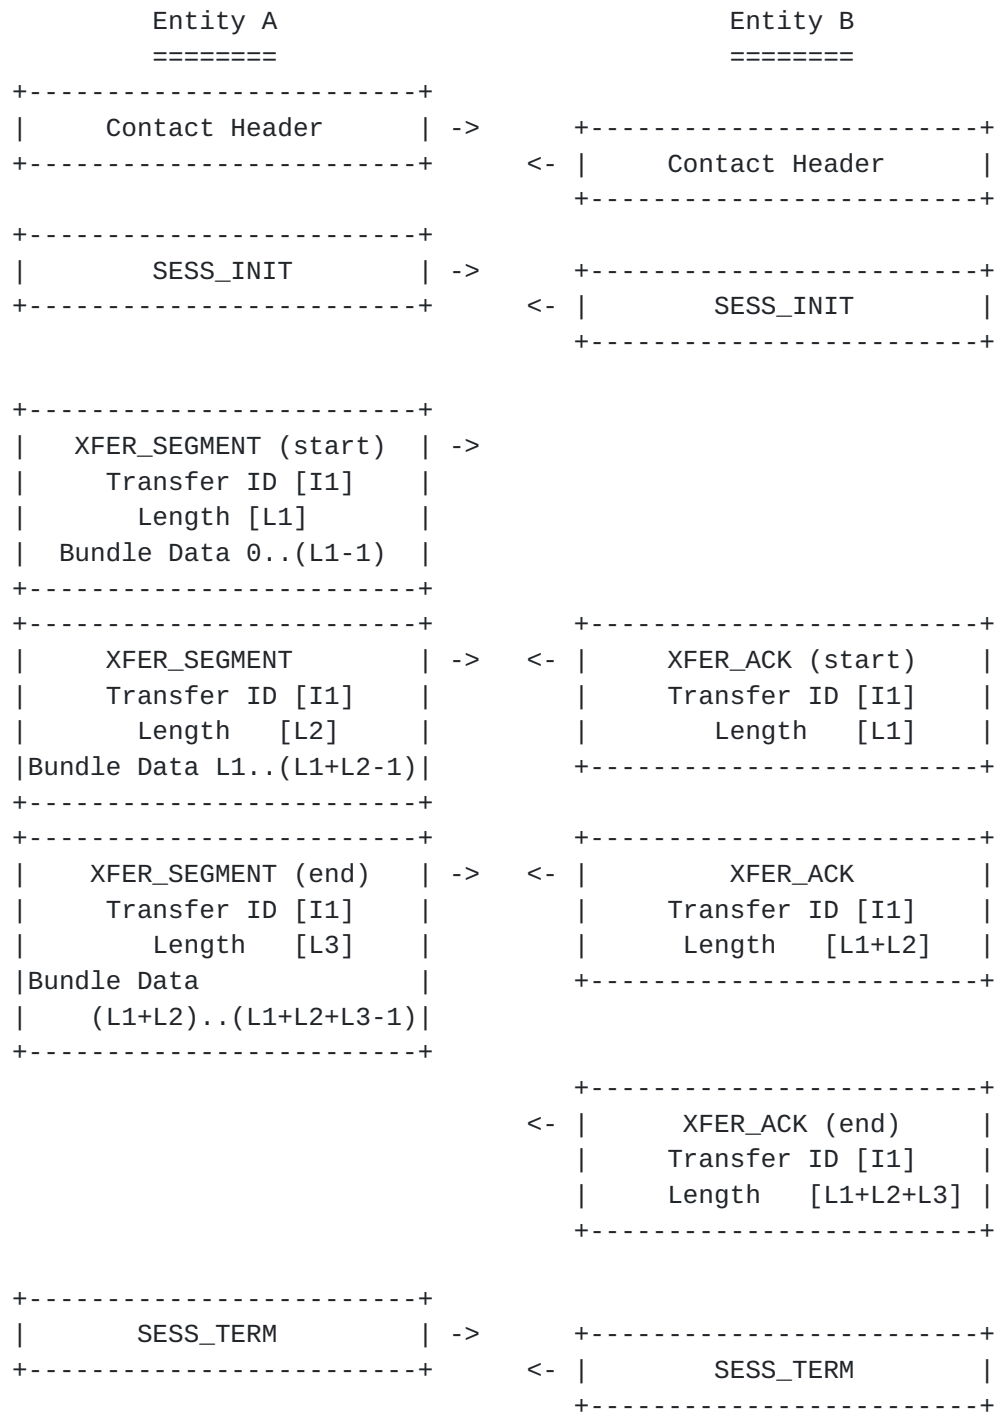 Entity A                             Entity B
         ========                             ========
+-------------------------+
|     Contact Header      | ->      +-------------------------+
+-------------------------+      <- |     Contact Header      |
                                    +-------------------------+
+-------------------------+
|        SESS_INIT        | ->      +-------------------------+
+-------------------------+      <- |        SESS_INIT        |
                                    +-------------------------+

+-------------------------+
|   XFER_SEGMENT (start)  | ->
|     Transfer ID [I1]    |
|       Length [L1]       |
|  Bundle Data 0..(L1-1)  |
+-------------------------+
+-------------------------+         +-------------------------+
|     XFER_SEGMENT        | ->   <- |     XFER_ACK (start)    |
|     Transfer ID [I1]    |         |     Transfer ID [I1]    |
|       Length   [L2]     |         |        Length   [L1]    |
|Bundle Data L1..(L1+L2-1)|         +-------------------------+
+-------------------------+
+-------------------------+         +-------------------------+
|    XFER_SEGMENT (end)   | ->   <- |         XFER_ACK        |
|     Transfer ID [I1]    |         |     Transfer ID [I1]    |
|        Length   [L3]    |         |      Length   [L1+L2]   |
|Bundle Data              |         +-------------------------+
|    (L1+L2)..(L1+L2+L3-1)|
+-------------------------+
                                    +-------------------------+
                                 <- |      XFER_ACK (end)     |
                                    |     Transfer ID [I1]    |
                                    |     Length   [L1+L2+L3] |
                                    +-------------------------+

+-------------------------+
|       SESS_TERM         | ->      +-------------------------+
+-------------------------+      <- |        SESS_TERM        |
                                    +-------------------------+